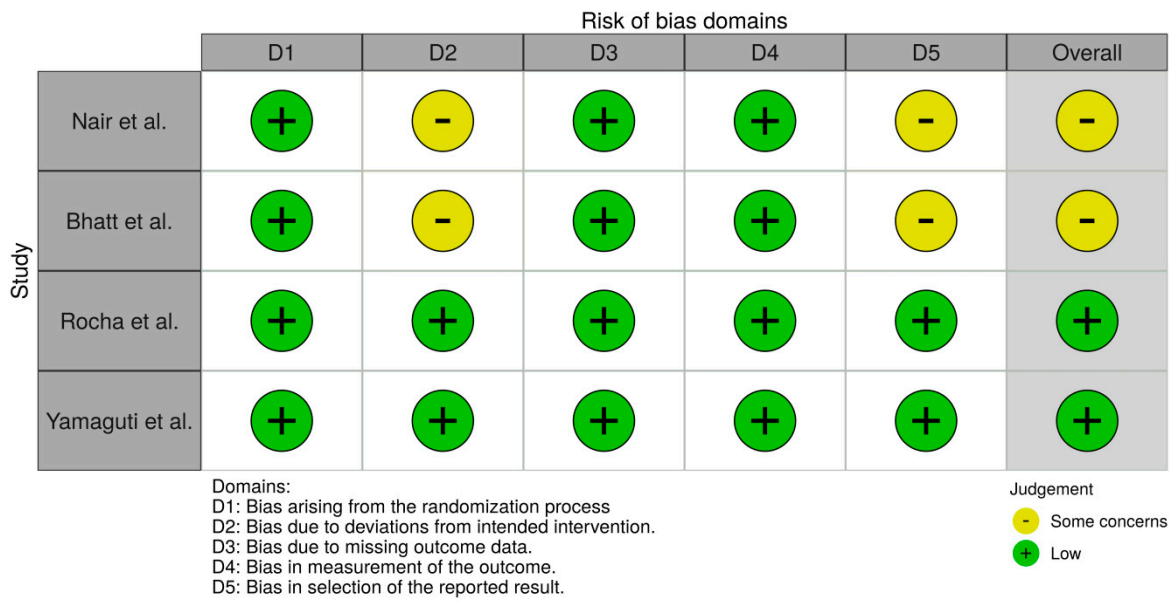 Risk of bias domains
D1 D2 D3 D4 D5 Overall
Study
Nair et al. + - + + - -
Bhatt et al. + - + + - -
Rocha et al. + + + + + +
Yamaguti et al. + + + + + +
Domains:
D1: Bias arising from the randomization process
D2: Bias due to deviations from intended intervention.
D3: Bias due to missing outcome data.
D4: Bias in measurement of the outcome.
D5: Bias in selection of the reported result.
Judgement
- Some concerns
+ Low